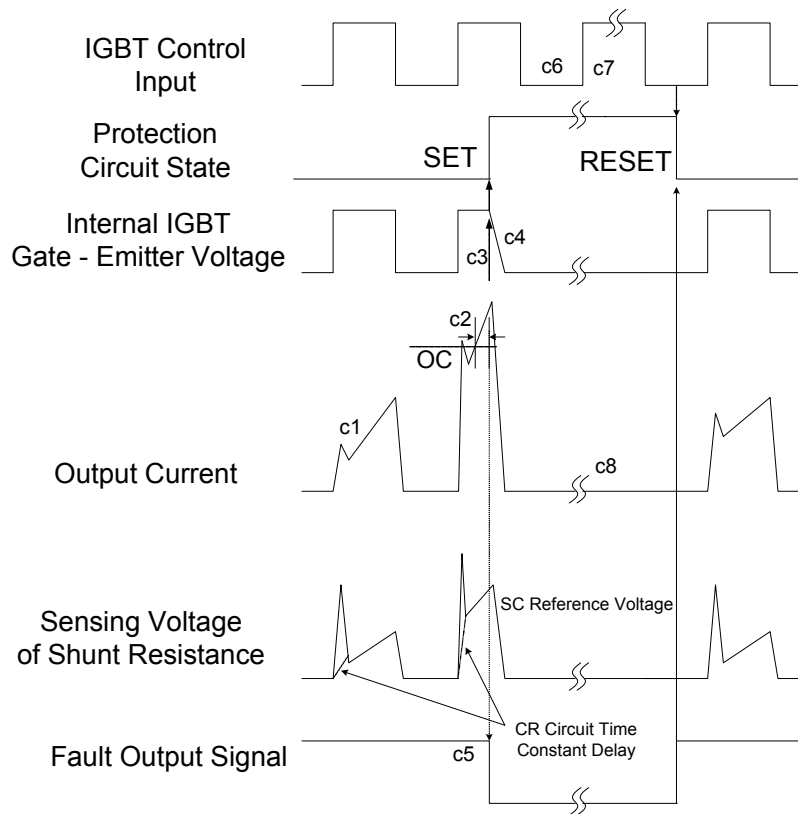 IGBT Control
Input
c6
c7
Protection
Circuit State
SET
RESET
Internal IGBT
Gate - Emitter Voltage
c3
c4
c2
OC
c1
Output Current
c8
Sensing Voltage
of Shunt Resistance
SC Reference Voltage
CR Circuit Time
Constant Delay
Fault Output Signal
c5